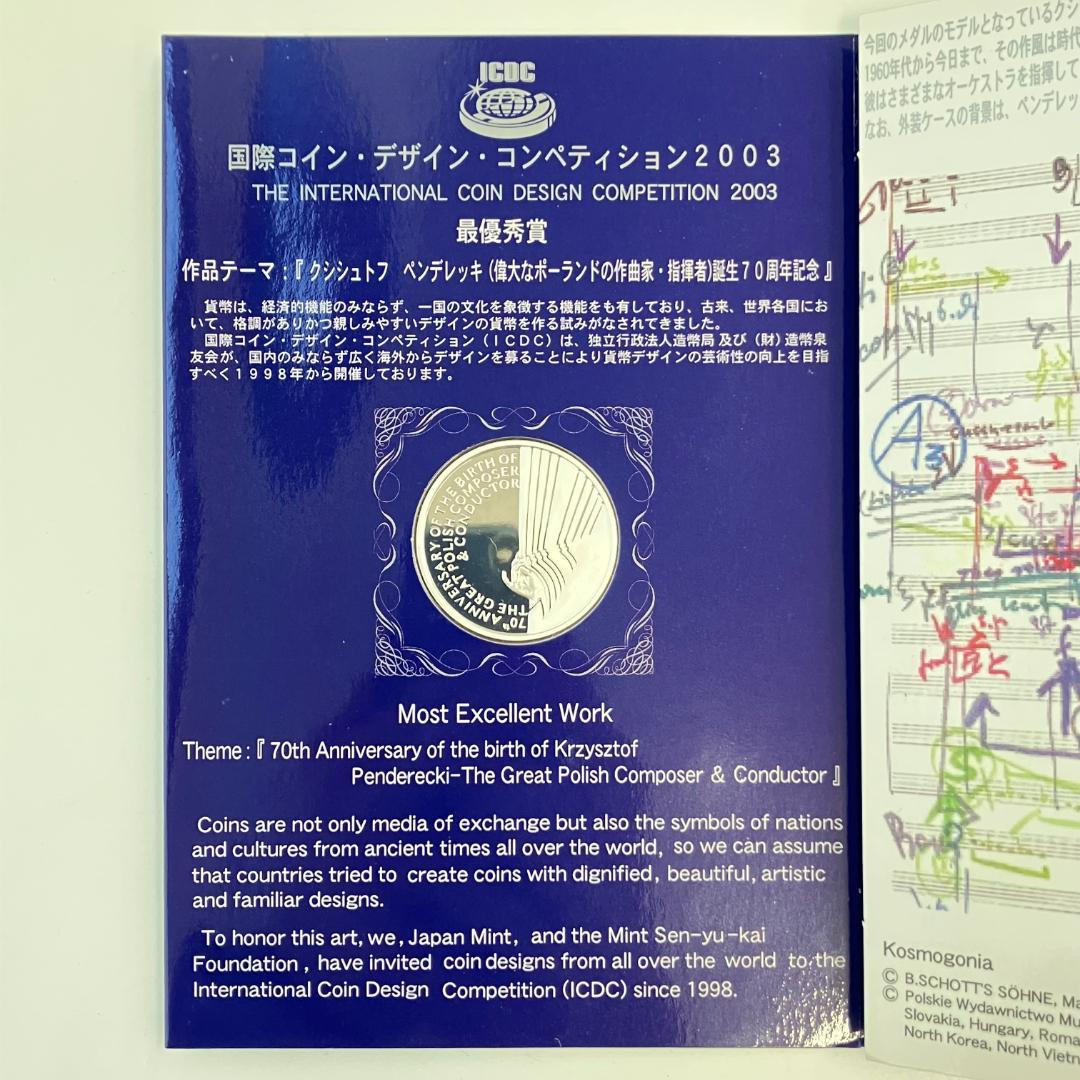 ICDC
国際コイン・デザイン・コンペティション２００３
THE INTERNATIONAL COIN DESIGN COMPETITION 2003
最優秀賞
作品テーマ：『 クシシュトフ ペンデレッキ (偉大なポーランドの作曲家・指揮者)誕生７０周年記念 』
貨幣は、経済的機能のみならず、一国の文化を象徴する機能をも有しており、古来、世界各国にお
いて、格調がありかつ親しみやすいデザインの貨幣を作る試みがなされてきました。
国際コイン・デザイン・コンペティション（ＩＣＤＣ）は、独立行政法人造幣局 及び（財）造幣泉
友会が、国内のみならず広く海外からデザインを募ることにより貨幣デザインの芸術性の向上を目指
すべく１９９８年から開催しております。
70th ANNIVERSARY OF THE BIRTH OF
THE GREAT POLISH COMPOSER
& CONDUCTOR
Most Excellent Work
Theme :『 70th Anniversary of the birth of Krzysztof
Penderecki-The Great Polish Composer & Conductor 』
Coins are not only media of exchange but also the symbols of nations
and cultures from ancient times all over the world, so we can assume
that countries tried to create coins with dignified, beautiful, artistic
and familiar designs.
To honor this art, we, Japan Mint, and the Mint Sen-yu-kai
Foundation, have invited coin designs from all over the world to the
International Coin Design Competition (ICDC) since 1998.
今回のメダルのモデルとなっているクシ
1960年代から今日まで、その作風は時代
彼はさまざまなオーケストラを指揮して
なお、外装ケースの背景は、ペンデレッ
A3
Kosmogonia
© B.SCHOTT'S SÖHNE, Ma
© Polskie Wydawnictwo Mu
Slovakia, Hungary, Roma
North Korea, North Vietn